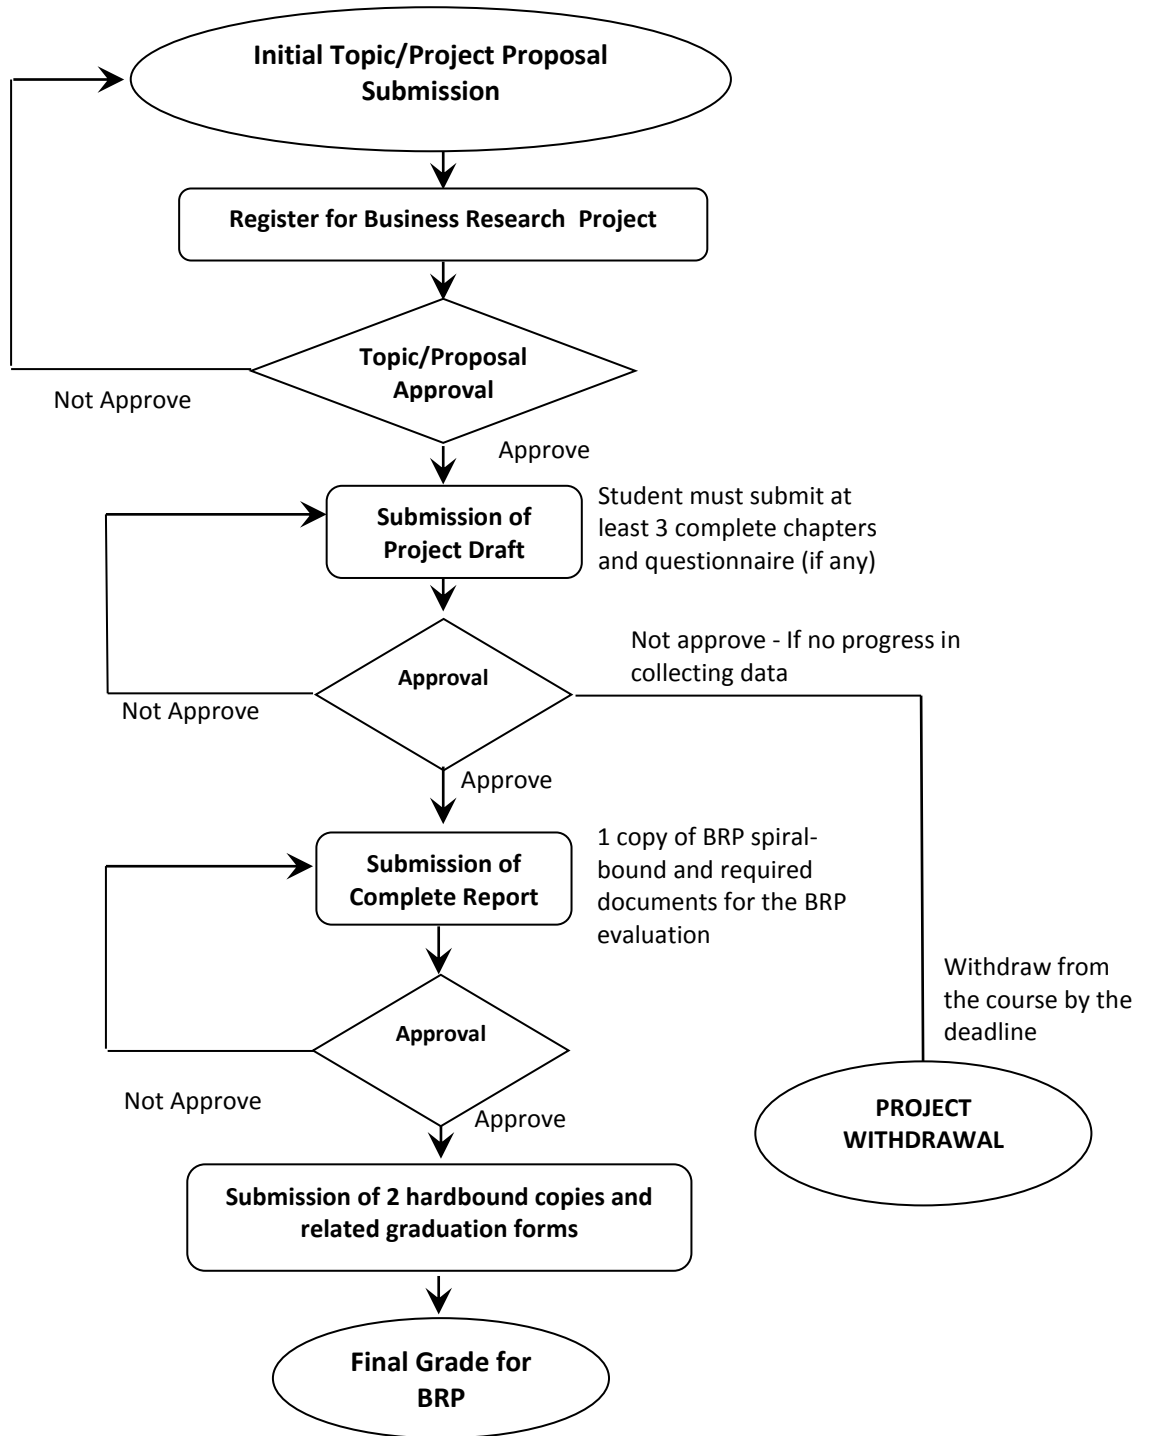 Initial Topic/Project Proposal
Submission
Register for Business Research  Project
Topic/Proposal
Approval
Not Approve
Approve
Submission of
Project Draft
Student must submit at
least 3 complete chapters
and questionnaire (if any)
Not approve - If no progress in
collecting data
Approval
Not Approve
Approve
Submission of
Complete Report
1 copy of BRP spiral-
bound and required
documents for the BRP
evaluation
Withdraw from
the course by the
deadline
Approval
Not Approve
Approve
PROJECT
WITHDRAWAL
Submission of 2 hardbound copies and
related graduation forms
Final Grade for
BRP